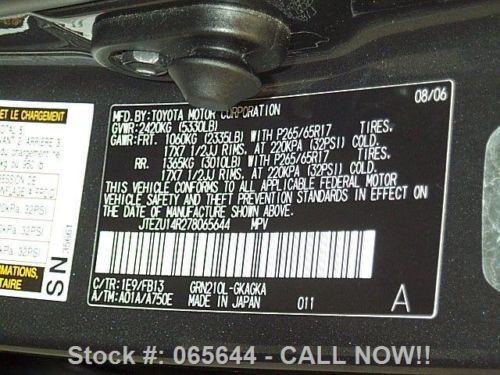 08/06
MFD.BY:TOYOTA MOTOR CORPORATION
GVWR:2420KG (5330LB)
GAWR: FRT. 1060KG (2335LB) WITH P265/65R17 TIRES.
17X7 1/2JJ RIMS, AT 220KPA (32PSI) COLD.
RR. 1365KG (3010LB) WITH P265/65R17 TIRES.
17X7 1/2JJ RIMS, AT 220KPA (32PSI) COLD.
THIS VEHICLE CONFORMS TO ALL APPLICABLE FEDERAL MOTOR
VEHICLE SAFETY AND THEFT PREVENTION STANDARDS IN EFFECT ON
THE DATE OF MANUFACTURE SHOWN ABOVE.
JTEZU14R278065644 MPV
C/TR: 1E9/FB13 GRN210L-GKAGKA
A/TM: A01A/A750E MADE IN JAPAN 011 A
ET LE CHARGEMENT
32PSI
32PSI
32PSI
SN
Stock #: 065644 - CALL NOW!!